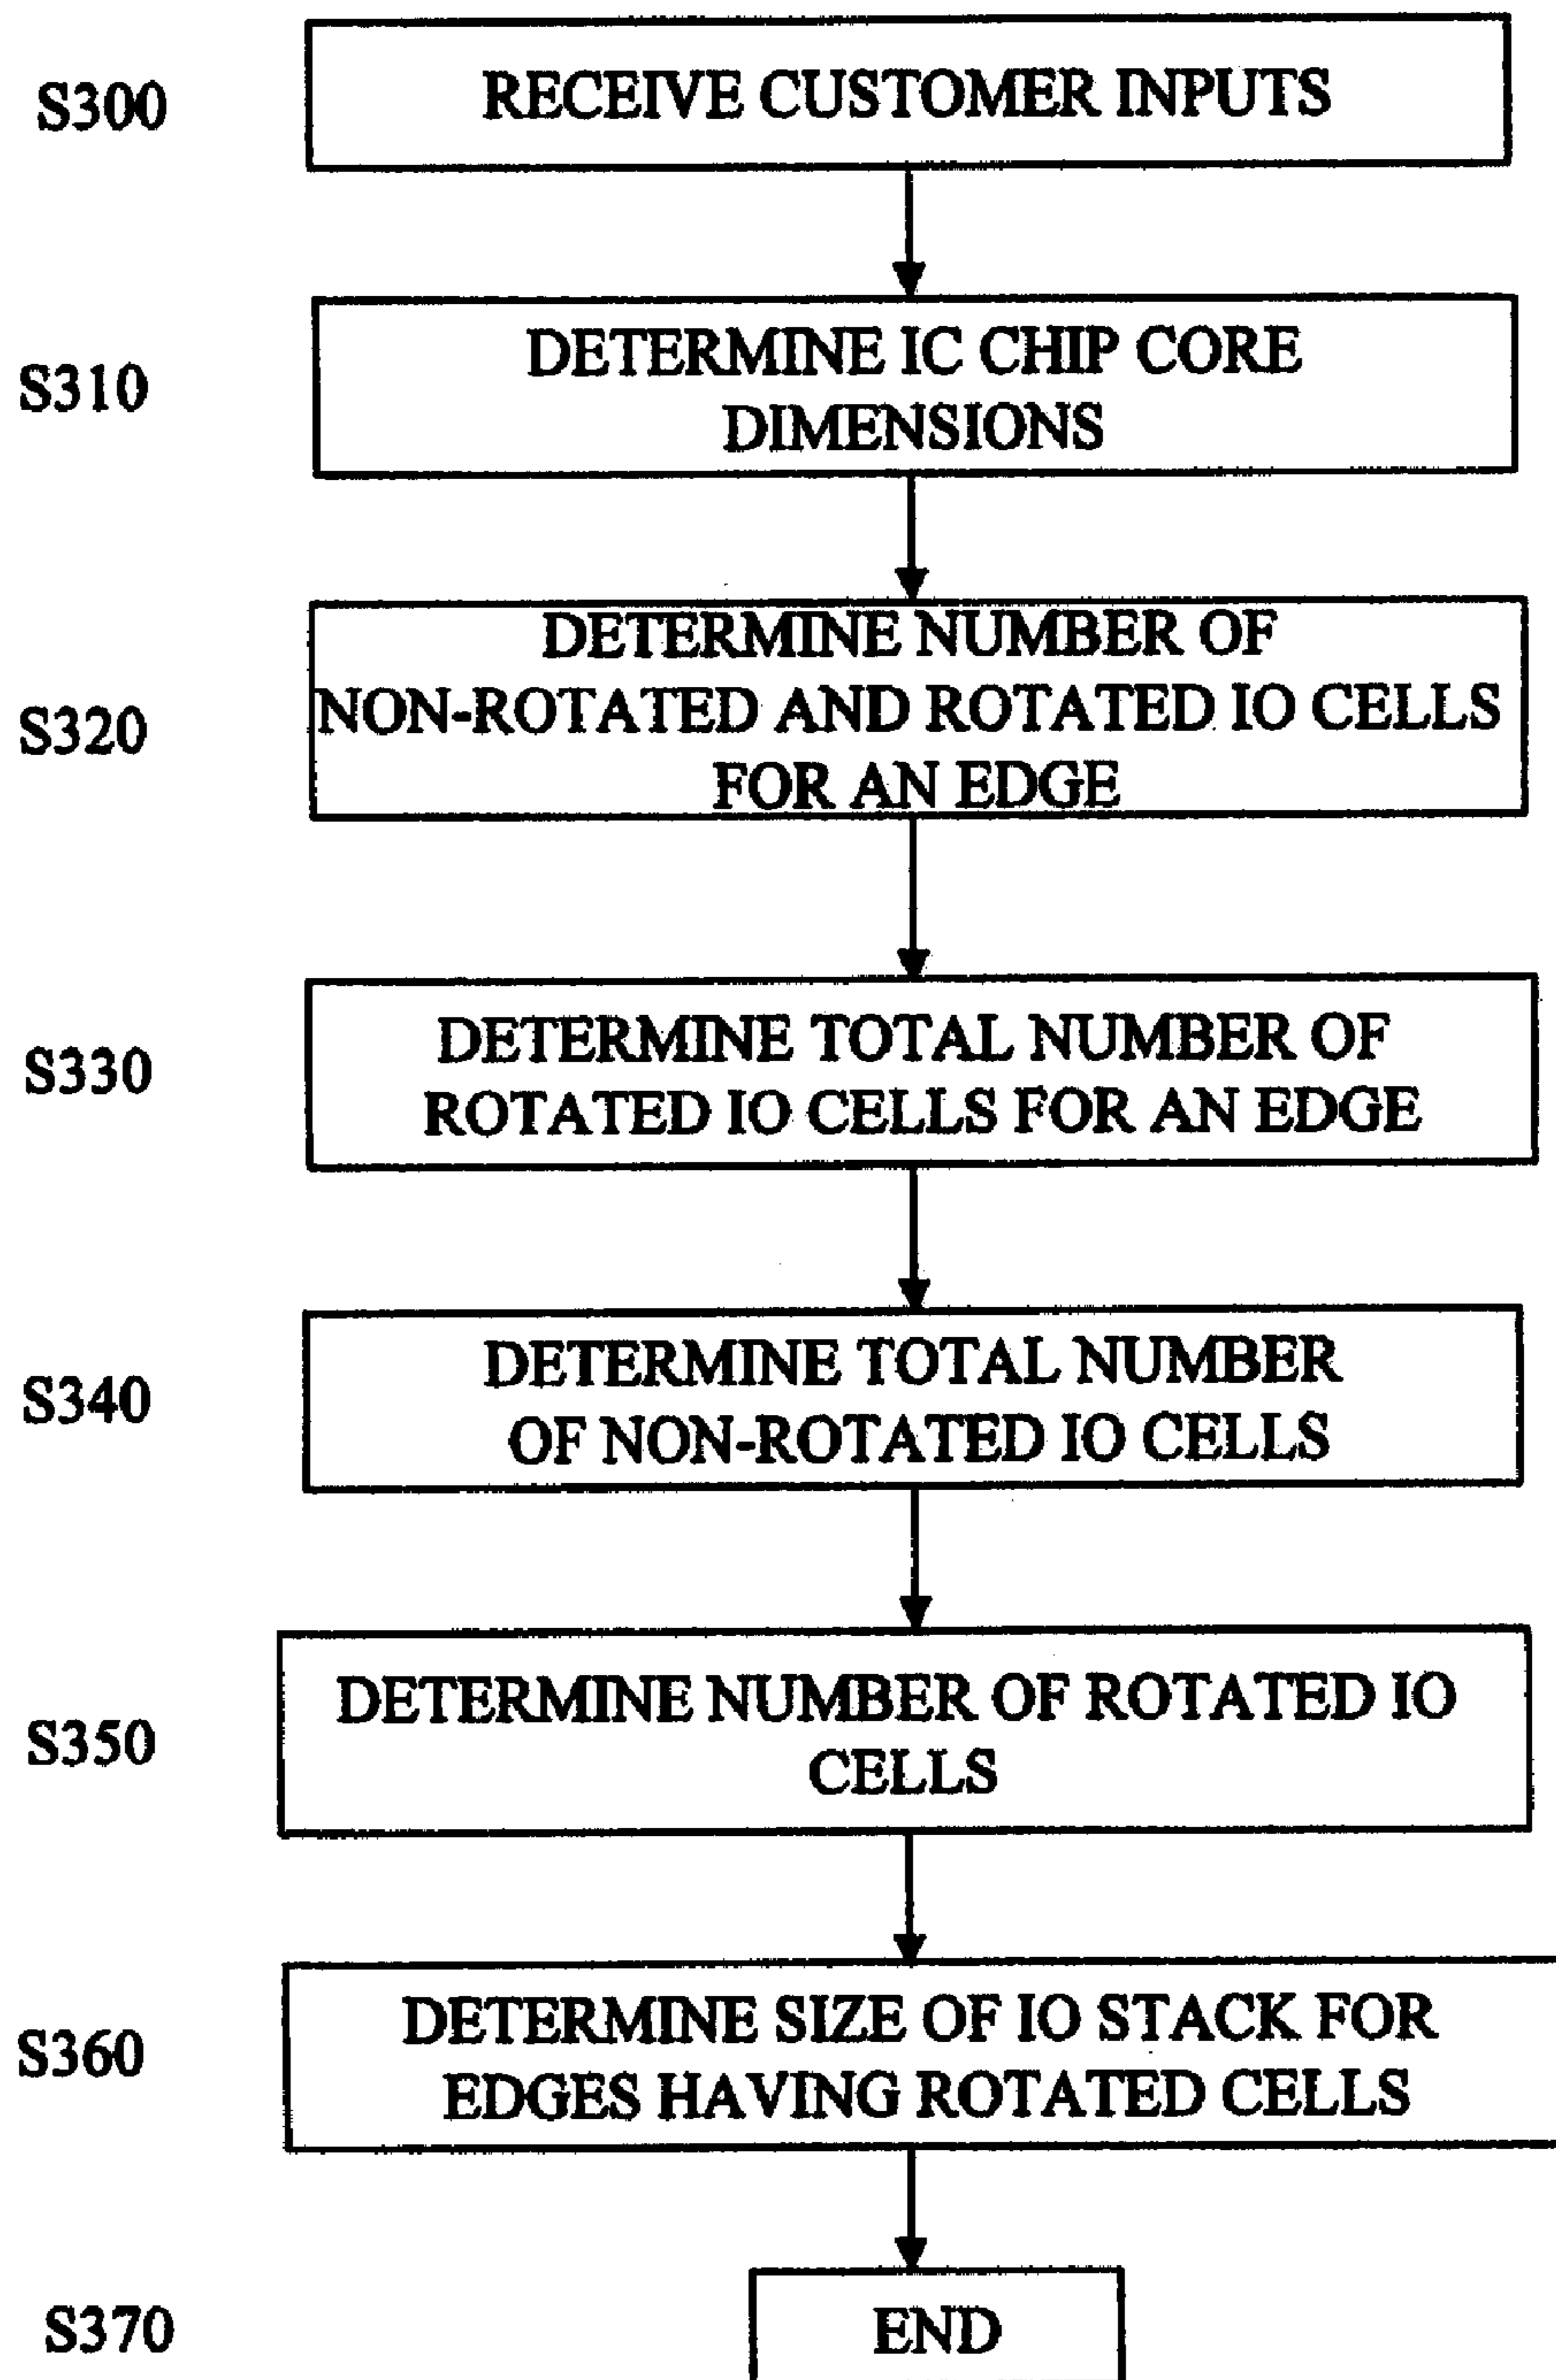 S300
RECEIVE CUSTOMER INPUTS
S310
DETERMINE IC CHIP CORE
DIMENSIONS
S320
DETERMINE NUMBER OF
NON-ROTATED AND ROTATED IO CELLS
FOR AN EDGE
S330
DETERMINE TOTAL NUMBER OF
ROTATED IO CELLS FOR AN EDGE
S340
DETERMINE TOTAL NUMBER
OF NON-ROTATED IO CELLS
S350
DETERMINE NUMBER OF ROTATED IO
CELLS
S360
DETERMINE SIZE OF IO STACK FOR
EDGES HAVING ROTATED CELLS
S370
END